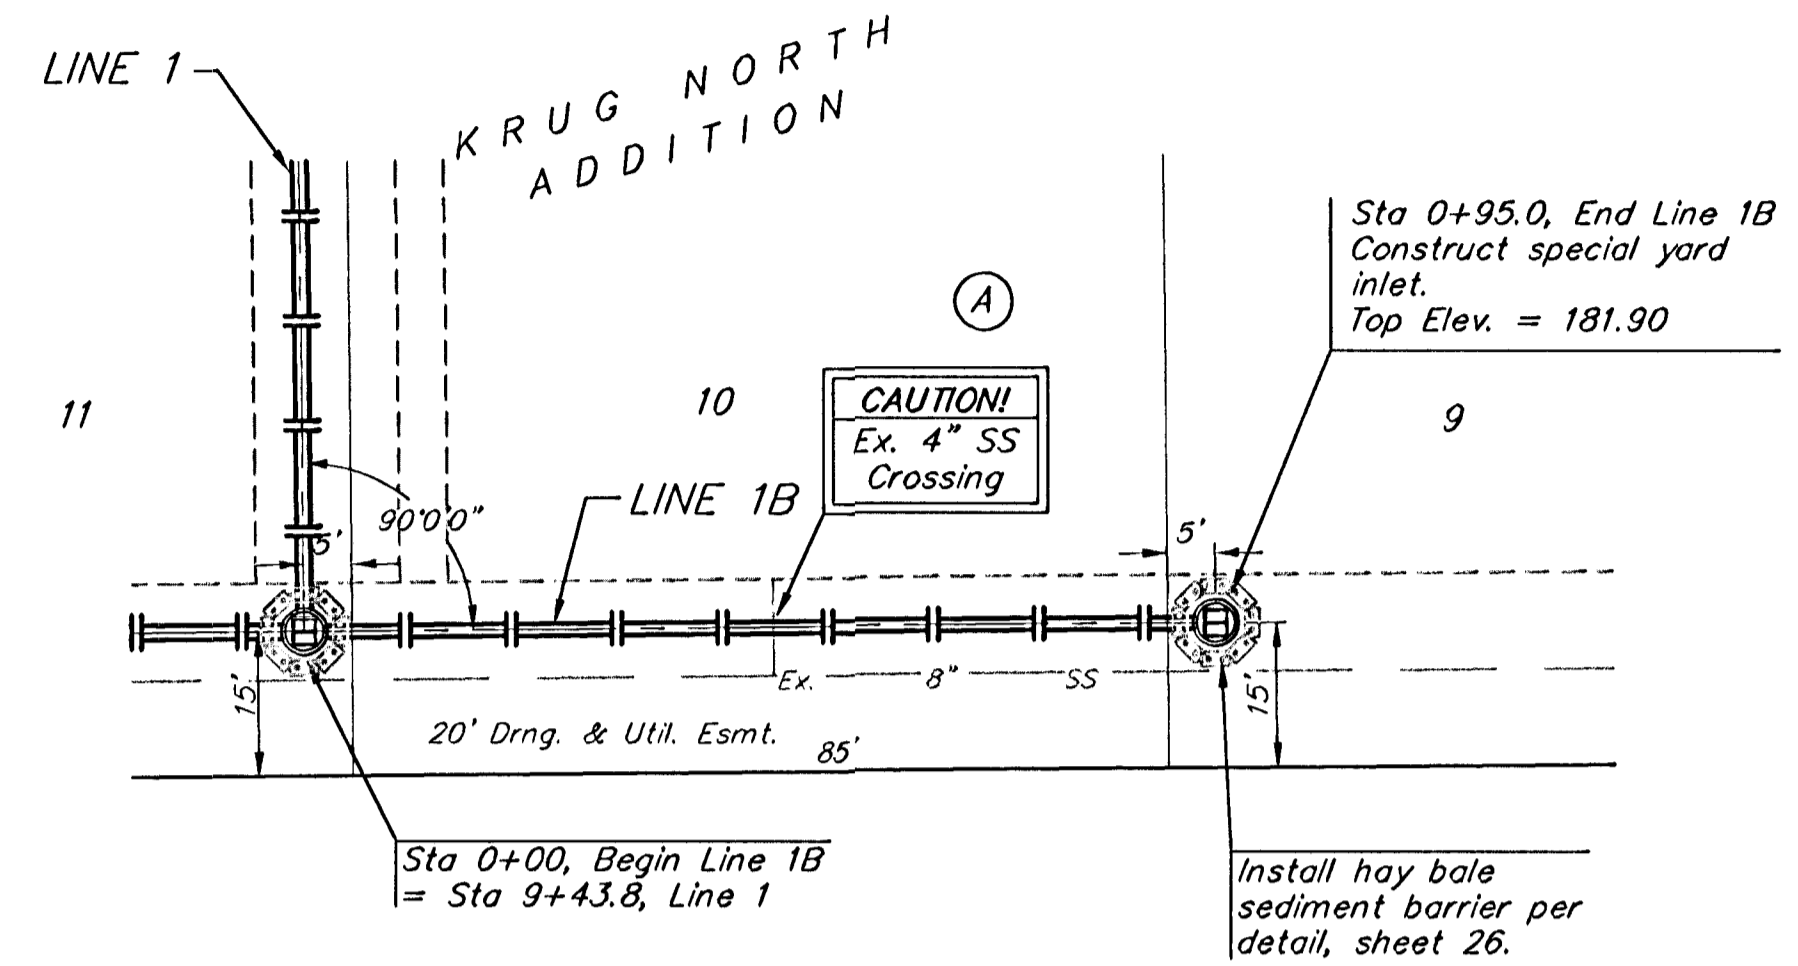 LINE 1
KRUG NORTH
ADDITION
Sta 0+95.0, End Line 1B
Construct special yard
inlet.
Top Elev. = 181.90
A
11
10
9
CAUTION!
Ex. 4" SS
Crossing
LINE 1B
90°0'0"
5'
5'
15'
15'
Ex. 8" SS
20' Drng. & Util. Esmt.
85'
Sta 0+00, Begin Line 1B
= Sta 9+43.8, Line 1
Install hay bale
sediment barrier per
detail, sheet 26.